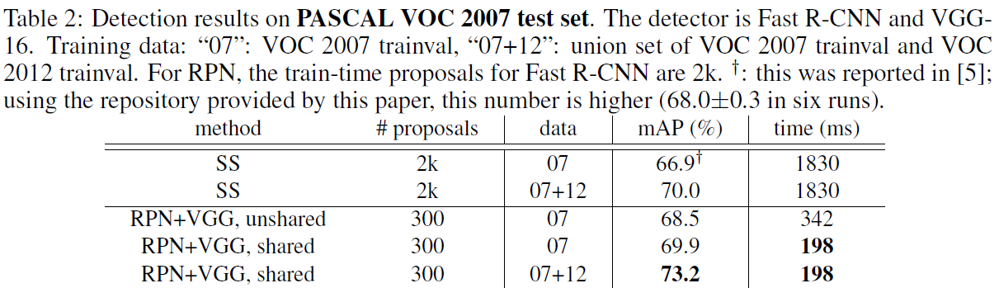 Table 2: Detection results on PASCAL VOC 2007 test set. The detector is Fast R-CNN and VGG-
16. Training data: “07”: VOC 2007 trainval, “07+12”: union set of VOC 2007 trainval and VOC
2012 trainval. For RPN, the train-time proposals for Fast R-CNN are 2k. †: this was reported in [5];
using the repository provided by this paper, this number is higher (68.0±0.3 in six runs).
method # proposals data mAP (%) time (ms)
SS 2k 07 66.9† 1830
SS 2k 07+12 70.0 1830
RPN+VGG, unshared 300 07 68.5 342
RPN+VGG, shared 300 07 69.9 198
RPN+VGG, shared 300 07+12 73.2 198